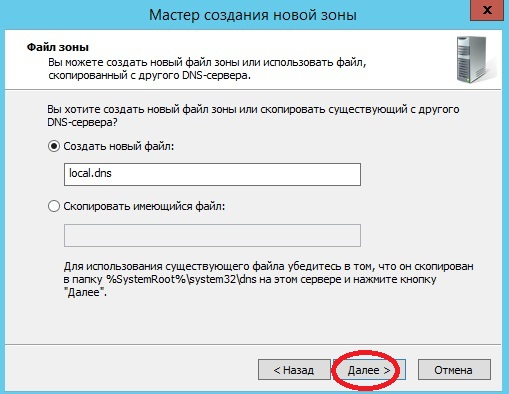 Мастер создания новой зоны
x
Файл зоны
Вы можете создать новый файл зоны или использовать файл,
скопированный с другого DNS-сервера.
Вы хотите создать новый файл зоны или скопировать существующий с другого
DNS-сервера?
Создать новый файл:
local.dns
Скопировать имеющийся файл:
Для использования существующего файла убедитесь в том, что он скопирован
в папку %SystemRoot%\system32\dns на этом сервере и нажмите кнопку
"Далее".
< Назад
Далее >
Отмена